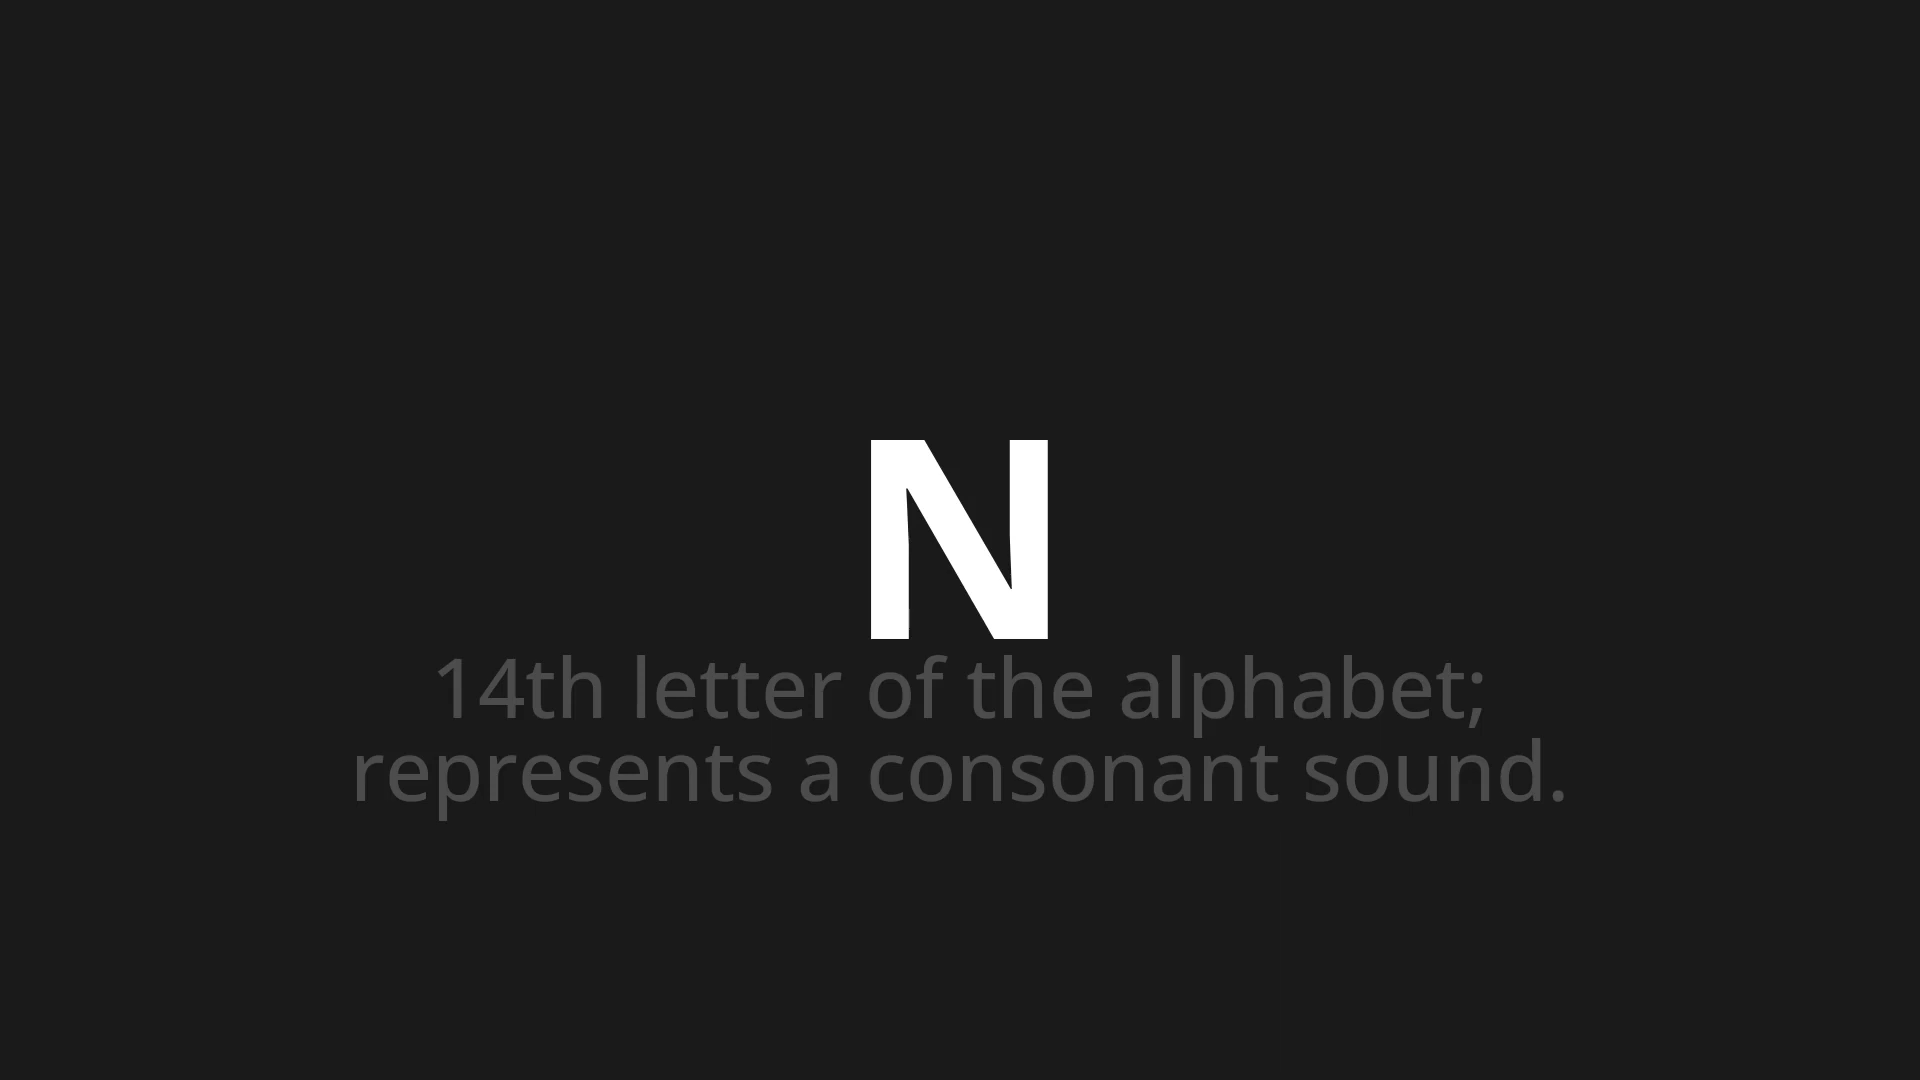 N
14th letter of the alphabet;
represents a consonant sound.